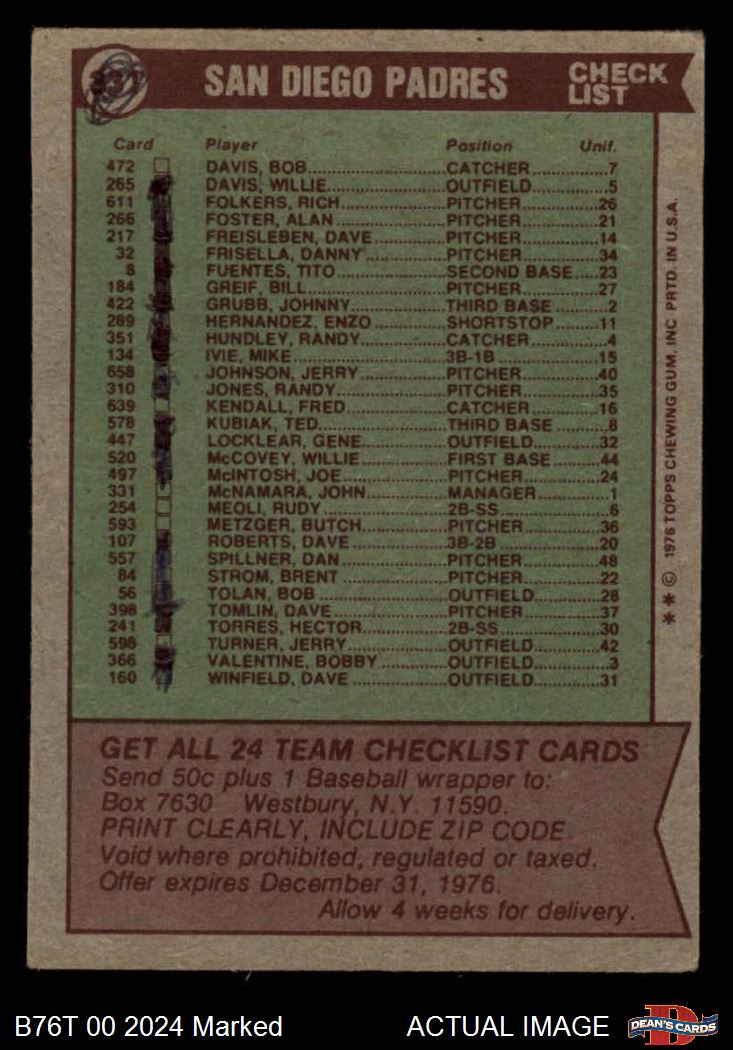 331 SAN DIEGO PADRES CHECK LIST
Card Player Position Unif.
472 DAVIS, BOB CATCHER 7
265 DAVIS, WILLIE OUTFIELD 5
611 FOLKERS, RICH PITCHER 26
266 FOSTER, ALAN PITCHER 21
217 FREISLEBEN, DAVE PITCHER 14
32 FRISELLA, DANNY PITCHER 34
8 FUENTES, TITO SECOND BASE 23
184 GREIF, BILL PITCHER 27
422 GRUBB, JOHNNY THIRD BASE 2
289 HERNANDEZ, ENZO SHORTSTOP 11
351 HUNDLEY, RANDY CATCHER 4
134 IVIE, MIKE 3B-1B 15
658 JOHNSON, JERRY PITCHER 40
310 JONES, RANDY PITCHER 35
639 KENDALL, FRED CATCHER 16
578 KUBIAK, TED THIRD BASE 8
447 LOCKLEAR, GENE OUTFIELD 32
520 McCOVEY, WILLIE FIRST BASE 44
497 McINTOSH, JOE PITCHER 24
331 McNAMARA, JOHN MANAGER 1
254 MEOLI, RUDY 2B-SS 6
593 METZGER, BUTCH PITCHER 36
107 ROBERTS, DAVE 3B-2B 20
557 SPILLNER, DAN PITCHER 48
84 STROM, BRENT PITCHER 22
56 TOLAN, BOB OUTFIELD 28
398 TOMLIN, DAVE PITCHER 37
241 TORRES, HECTOR 2B-SS 30
598 TURNER, JERRY OUTFIELD 42
366 VALENTINE, BOBBY OUTFIELD 3
160 WINFIELD, DAVE OUTFIELD 31
* * © 1976 TOPPS CHEWING GUM, INC. PRTD. IN U.S.A.
GET ALL 24 TEAM CHECKLIST CARDS
Send 50c plus 1 Baseball wrapper to:
Box 7630 Westbury, N.Y. 11590.
PRINT CLEARLY, INCLUDE ZIP CODE.
Void where prohibited, regulated or taxed.
Offer expires December 31, 1976.
Allow 4 weeks for delivery.
B76T 00 2024 Marked ACTUAL IMAGE
D DEAN'S CARDS